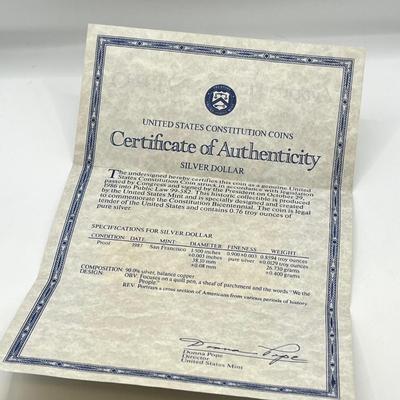 UNITED STATES CONSTITUTION COINS
Certificate of Authenticity
SILVER DOLLAR
The undersigned hereby certifies this coin as a genuine United
States Constitution Coin struck in accordance with legislation
passed by Congress and signed by the President on October 29,
1986 into Public Law 99-582. This historic collectible is produced
by the United States Mint and is specially designed and created
to commemorate the Constitution Bicentennial. The coin is legal
tender of the United States and contains 0.76 troy ounces of
pure silver.
SPECIFICATIONS FOR SILVER DOLLAR
CONDITION DATE MINT: DIAMETER FINENESS WEIGHT
Proof 1987 San Francisco 1.500 inches 0.900±0.003 0.8594 troy ounces
±0.003 inches pure silver ±0.0129 troy ounces
38.10 mm 26.730 grams
±0.08 mm ±0.400 grams
COMPOSITION: 90.0% silver, balance copper
DESIGN: OBV: Focuses on a quill pen, a sheaf of parchment and the words "We the
People."
REV: Portrays a cross section of Americans from various periods of history
Donna Pope
Donna Pope
Director
United States Mint